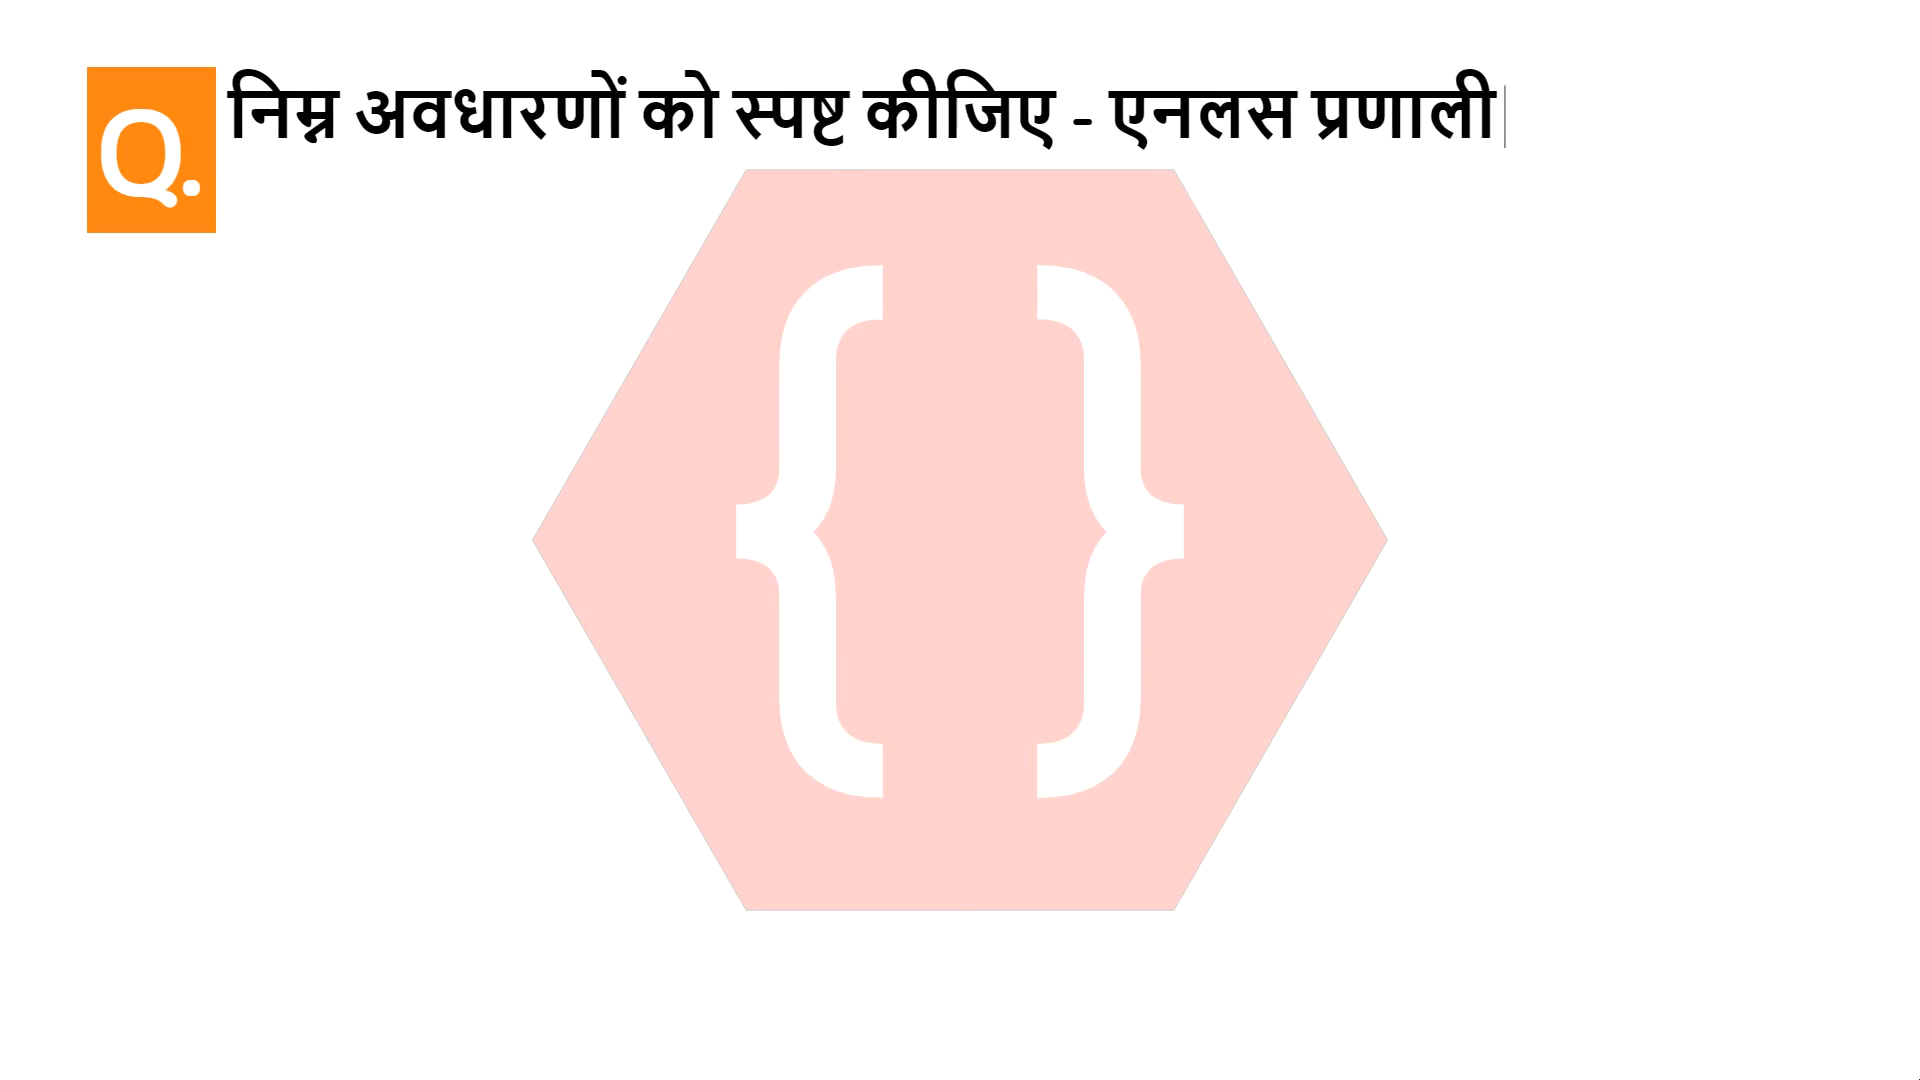 Q. निम्न अवधारणों को स्पष्ट कीजिए - एनलस प्रणाली
{ }